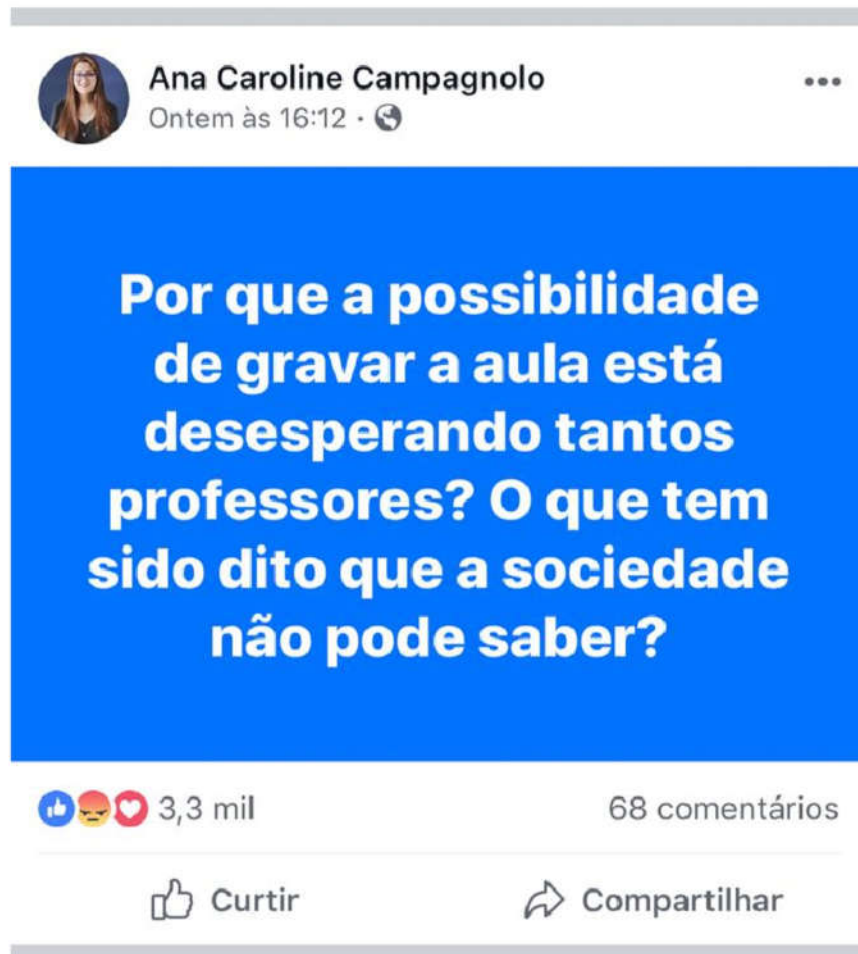 Ana Caroline Campagnolo
Ontem às 16:12 ·
Por que a possibilidade
de gravar a aula está
desesperando tantos
professores? O que tem
sido dito que a sociedade
não pode saber?
3,3 mil 68 comentários
Curtir Compartilhar